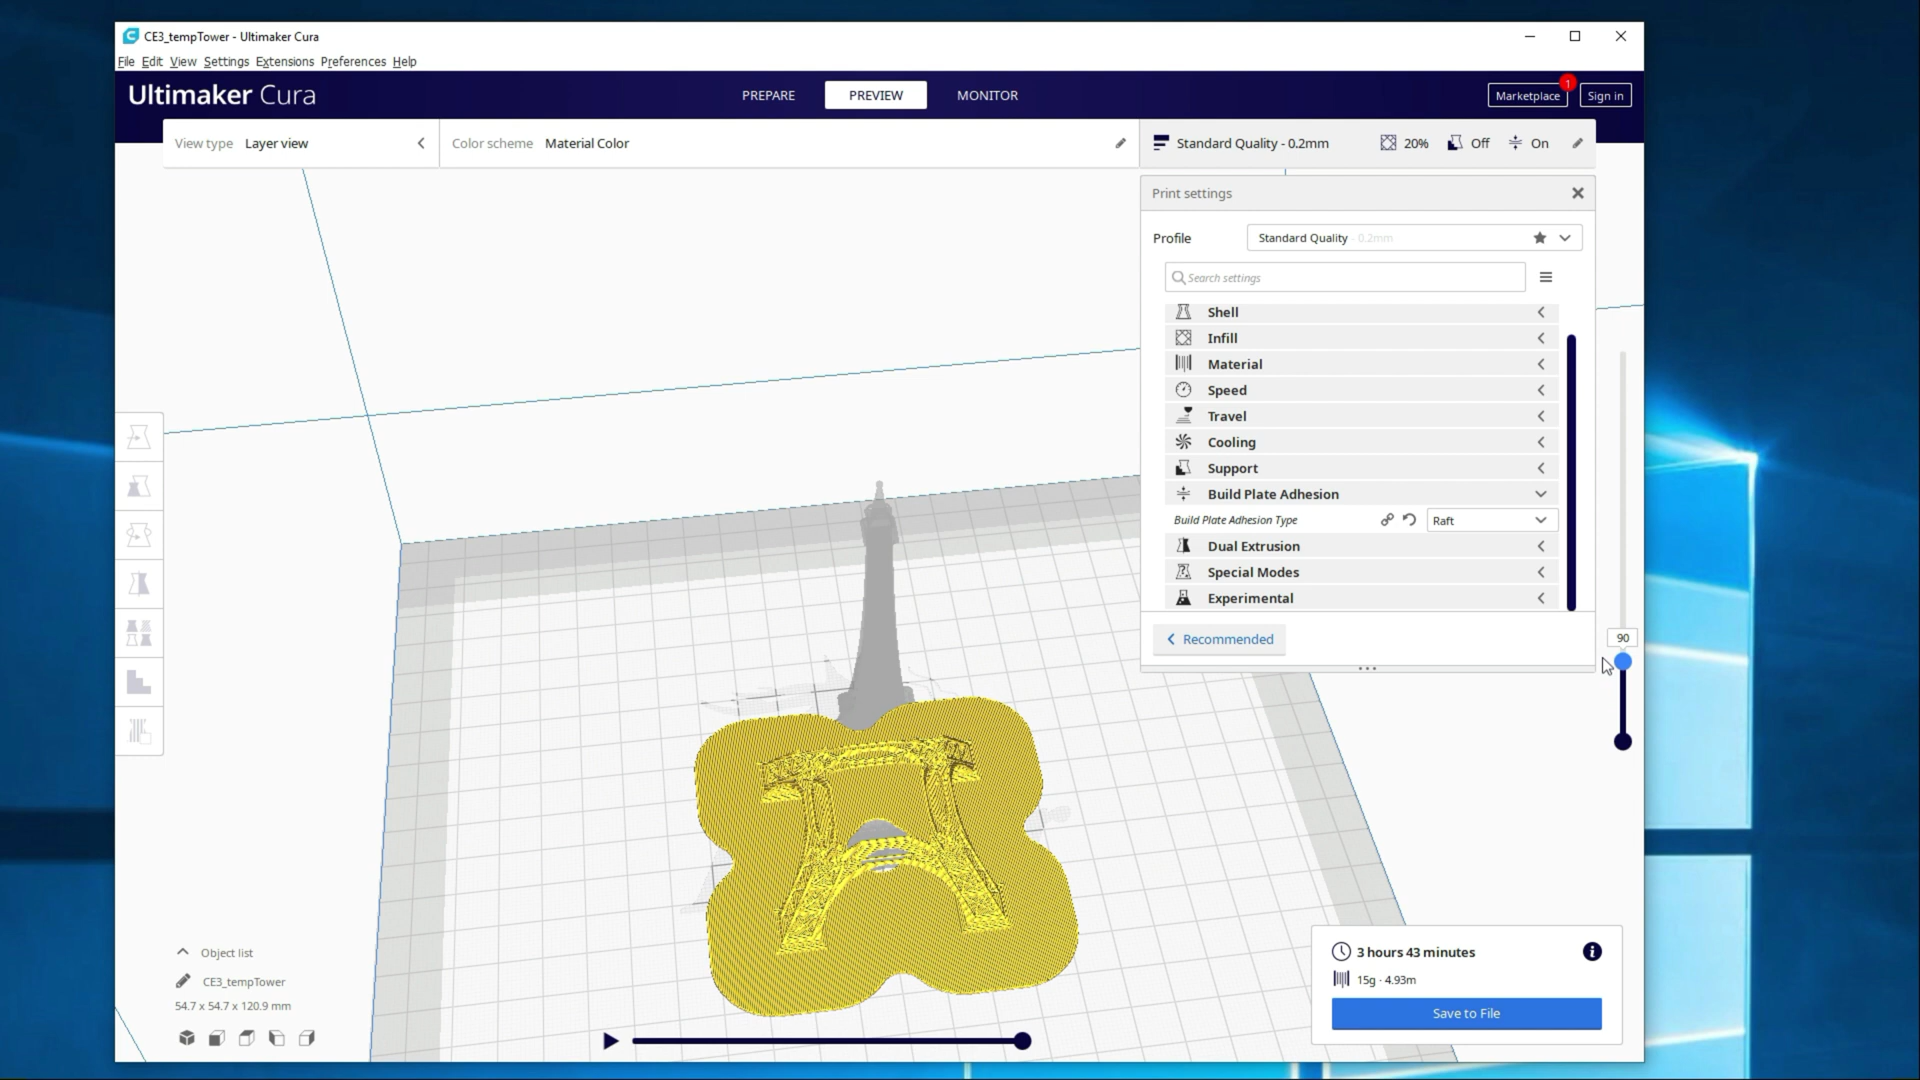 CE3_tempTower - Ultimaker Cura
File Edit View Settings Extensions Preferences Help
Ultimaker Cura
PREPARE
PREVIEW
MONITOR
Marketplace
1
Sign in
View type Layer view
Color scheme Material Color
Standard Quality - 0.2mm
20%
Off
On
Print settings
Profile
Standard Quality - 0.2mm
Search settings
Shell
Infill
Material
Speed
Travel
Cooling
Support
Build Plate Adhesion
Build Plate Adhesion Type
Raft
Dual Extrusion
Special Modes
Experimental
Recommended
90
Object list
CE3_tempTower
54.7 x 54.7 x 120.9 mm
3 hours 43 minutes
15g · 4.93m
Save to File